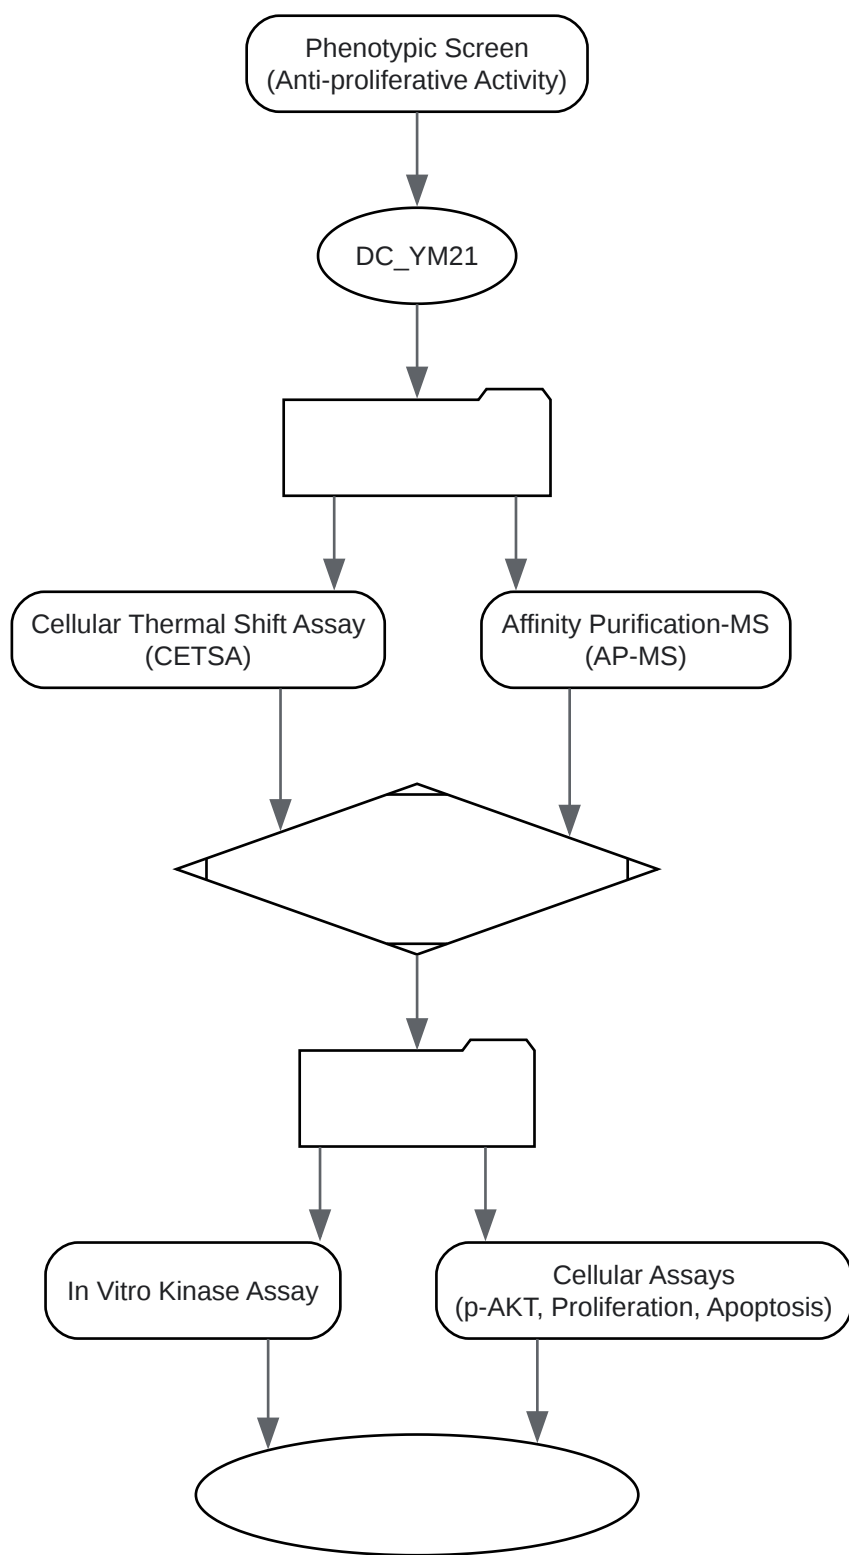 Phenotypic Screen
(Anti-proliferative Activity)
DC_YM21
Cellular Thermal Shift Assay
(CETSA)
Affinity Purification-MS
(AP-MS)
In Vitro Kinase Assay
Cellular Assays
(p-AKT, Proliferation, Apoptosis)